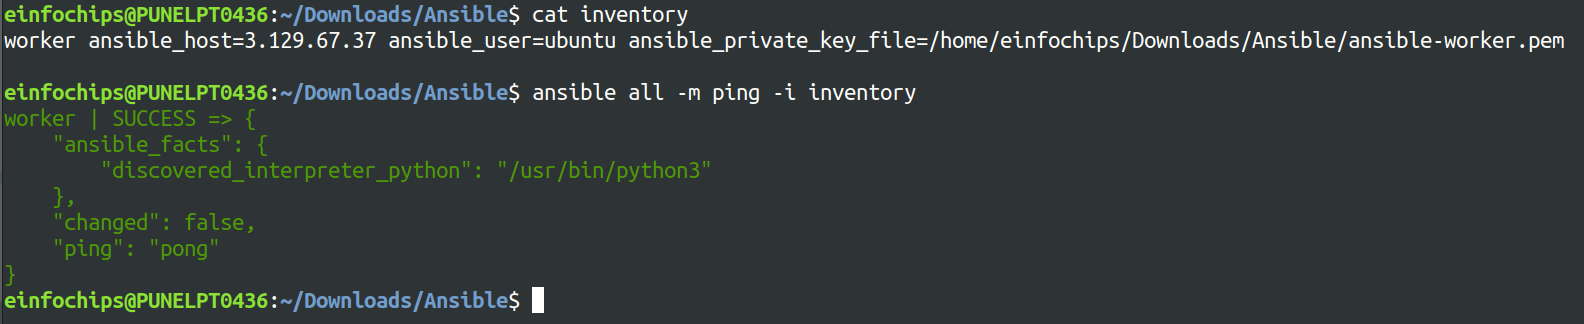 einfochips@PUNELPT0436:~/Downloads/Ansible$ cat inventory
worker ansible_host=3.129.67.37 ansible_user=ubuntu ansible_private_key_file=/home/einfochips/Downloads/Ansible/ansible-worker.pem
einfochips@PUNELPT0436:~/Downloads/Ansible$ ansible all -m ping -i inventory
worker | SUCCESS => {
    "ansible_facts": {
        "discovered_interpreter_python": "/usr/bin/python3"
    },
    "changed": false,
    "ping": "pong"
}
einfochips@PUNELPT0436:~/Downloads/Ansible$